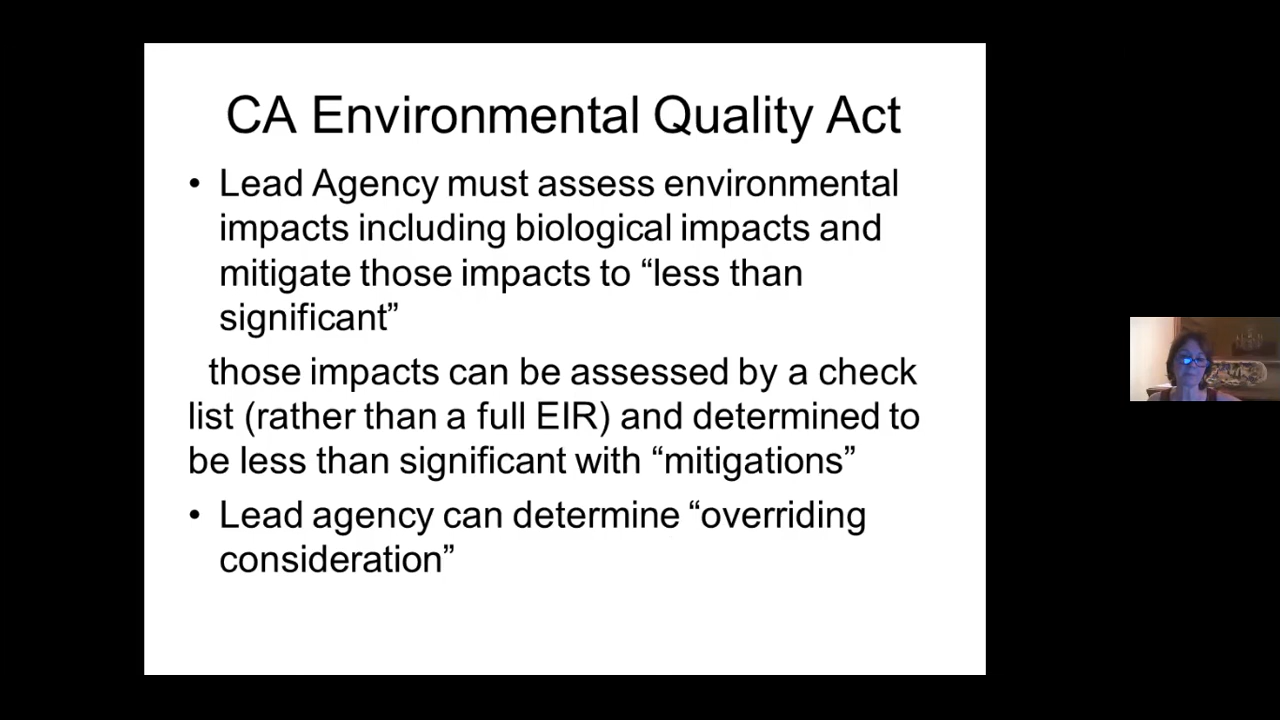 CA Environmental Quality Act
• Lead Agency must assess environmental
impacts including biological impacts and
mitigate those impacts to “less than
significant”
those impacts can be assessed by a check
list (rather than a full EIR) and determined to
be less than significant with “mitigations”
• Lead agency can determine “overriding
consideration”